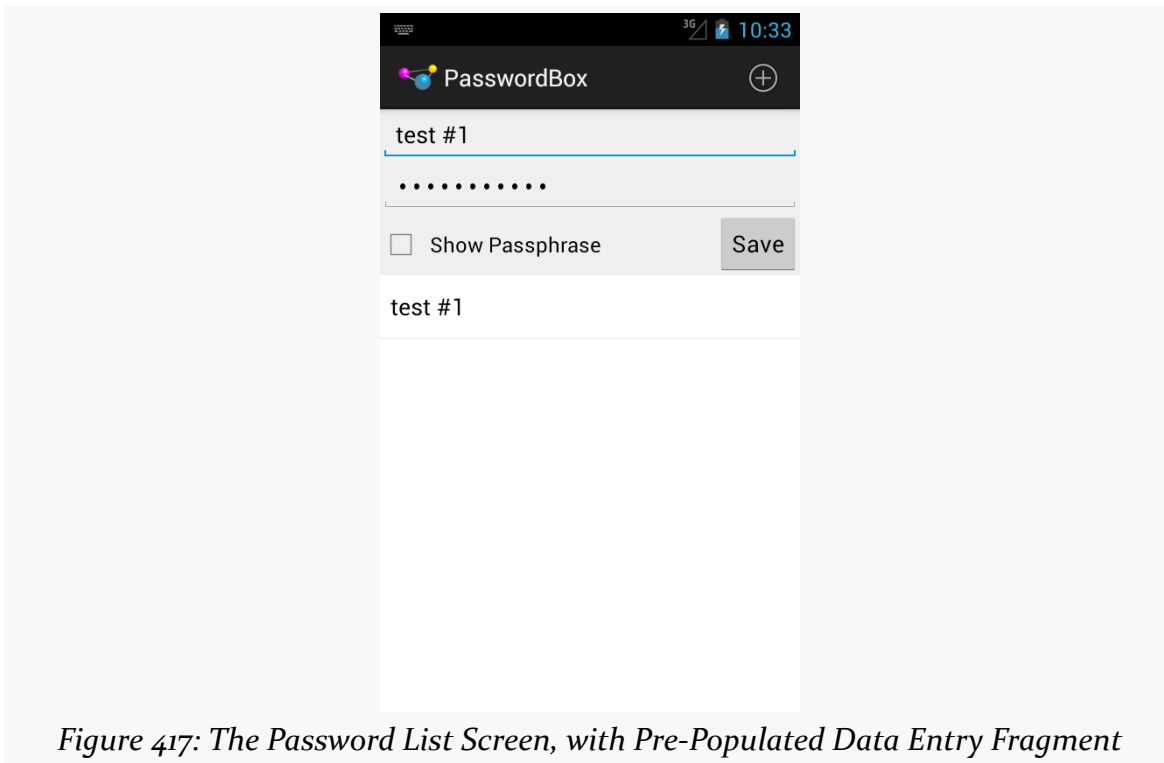 3G 10:33
PasswordBox
test #1
•••••••••••
Show Passphrase Save
test #1
Figure 417: The Password List Screen, with Pre-Populated Data Entry Fragment